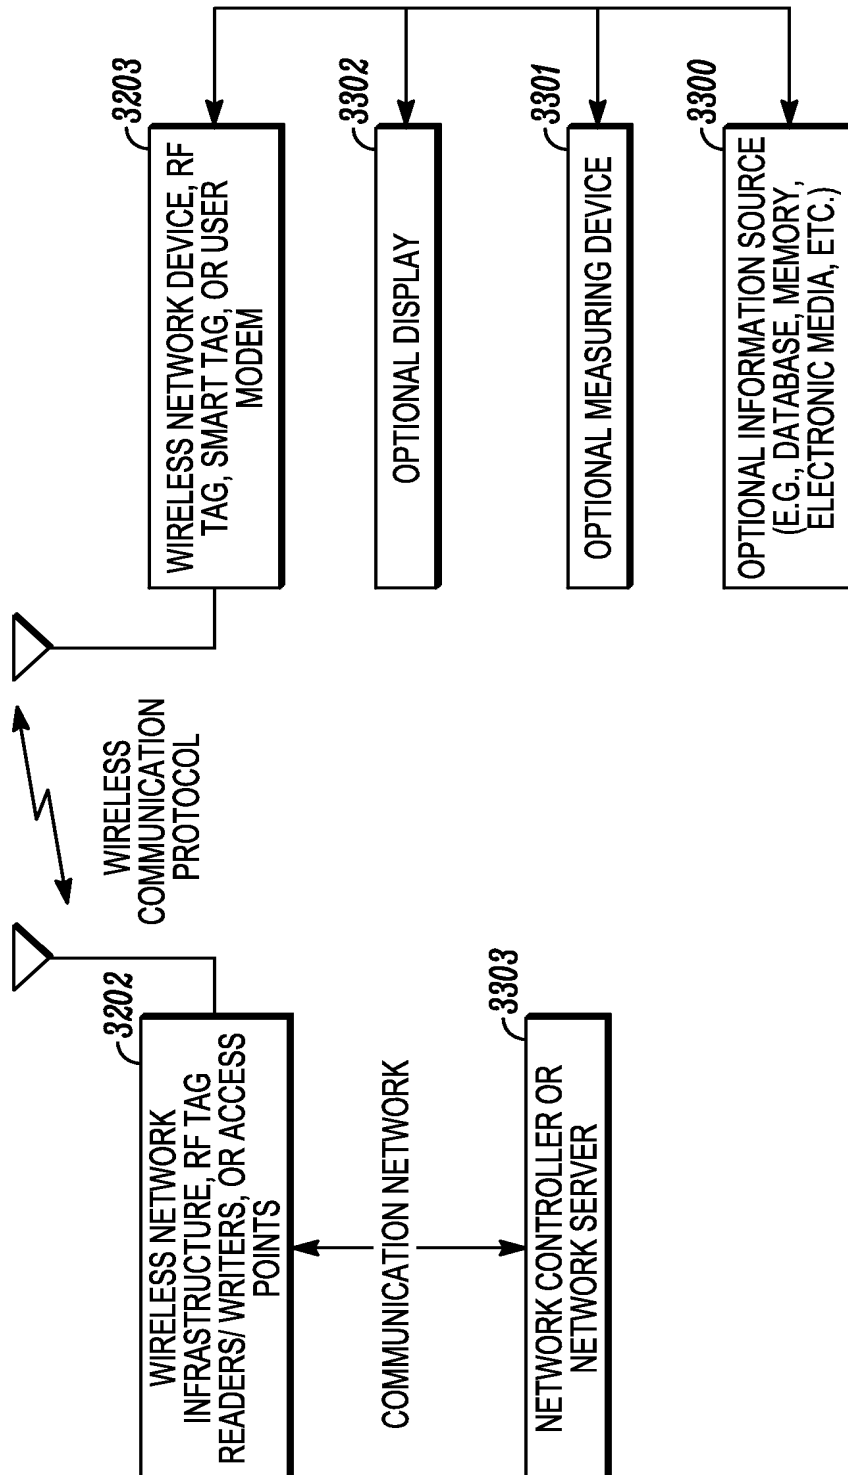 3202
WIRELESS NETWORK
INFRASTRUCTURE, RF TAG
READERS/ WRITERS, OR ACCESS
POINTS
COMMUNICATION NETWORK
3303
NETWORK CONTROLLER OR
NETWORK SERVER
WIRELESS
COMMUNICATION
PROTOCOL
3203
WIRELESS NETWORK DEVICE, RF
TAG, SMART TAG, OR USER
MODEM
3302
OPTIONAL DISPLAY
3301
OPTIONAL MEASURING DEVICE
3300
OPTIONAL INFORMATION SOURCE
(E.G., DATABASE, MEMORY,
ELECTRONIC MEDIA, ETC.)